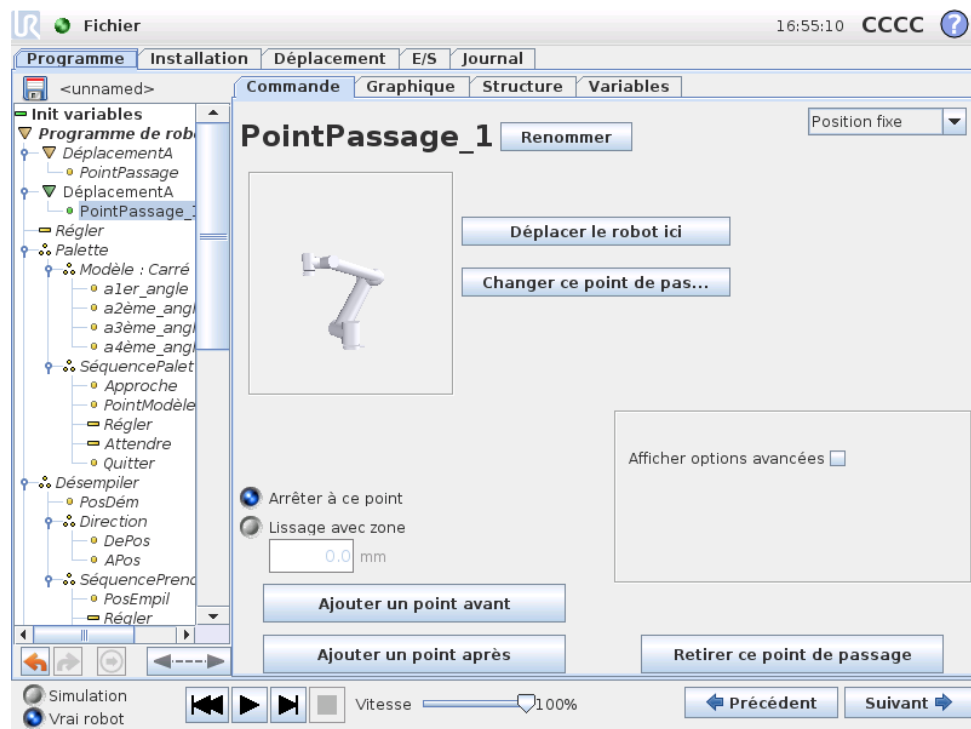 UR Fichier 16:55:10 CCCC ?
Programme Installation Déplacement E/S Journal
<unnamed>
Commande Graphique Structure Variables
Init variables
Programme de rob
DéplacementA
PointPassage
DéplacementA
PointPassage_1
Régler
Palette
Modèle : Carré
a1er_angle
a2ème_angl
a3ème_angl
a4ème_angl
SéquencePalet
Approche
PointModèle
Régler
Attendre
Quitter
Désempiler
PosDém
Direction
DePos
APos
SéquencePrend
PosEmpil
Régler
PointPassage_1 Renommer
Position fixe
Déplacer le robot ici
Changer ce point de pas...
Afficher options avancées
Arrêter à ce point
Lissage avec zone
0.0 mm
Ajouter un point avant
Ajouter un point après
Retirer ce point de passage
Simulation
Vrai robot
Vitesse 100%
Précédent Suivant